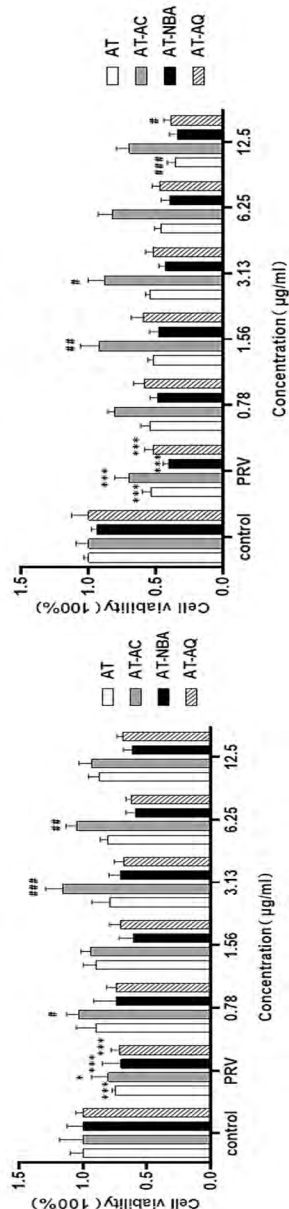 Cell viability(100%)
1.5
1.0
0.5
0.0
***
*
***
***
#
###
##
control PRV 0.78 1.56 3.13 6.25 12.5
Concentration(μg/ml)
AT
AT-AC
AT-NBA
AT-AQ
Cell viability(100%)
1.5
1.0
0.5
0.0
***
***
***
***
##
#
###
#
control PRV 0.78 1.56 3.13 6.25 12.5
Concentration(μg/ml)
AT
AT-AC
AT-NBA
AT-AQ